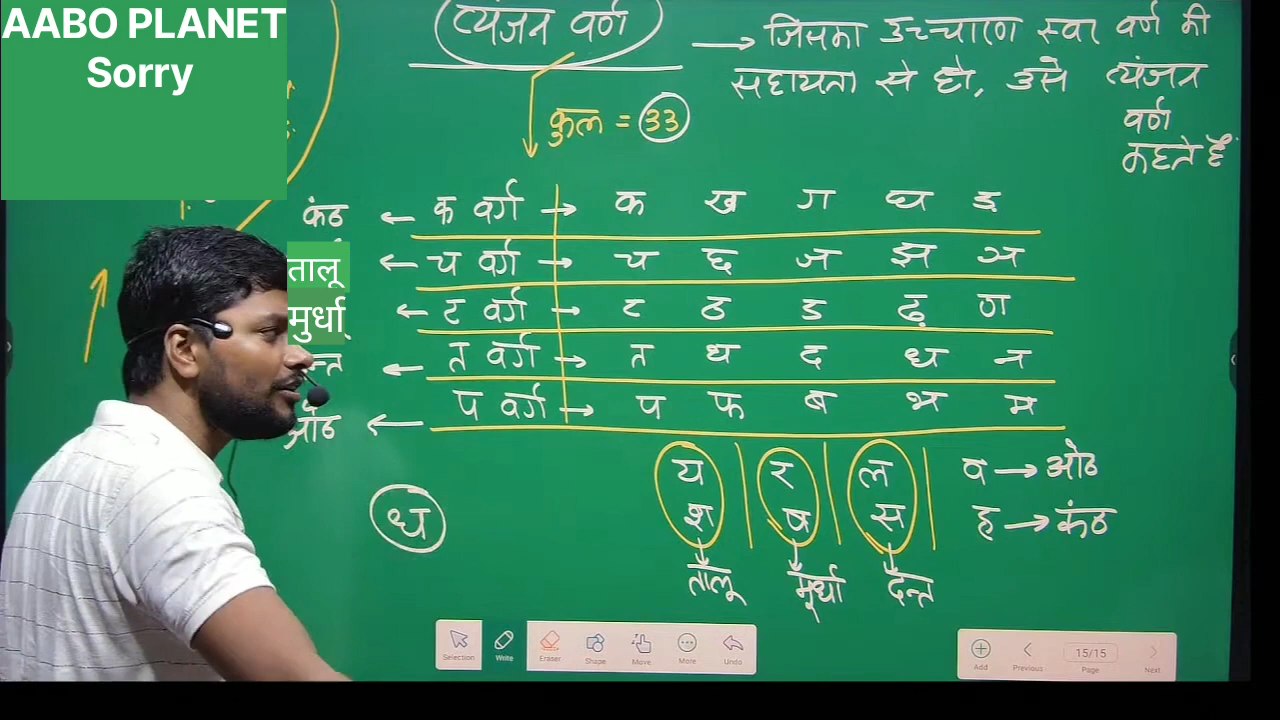 AABO PLANET
Sorry
व्यंजन वर्ण → जिसका उच्चारण स्वर वर्ण की
सहायता से हो, उसे व्यंजन
वर्ण
कहते हैं
कुल = 33
कंठ ← क वर्ग → क ख ग घ ङ
तालू ← च वर्ग → च छ ज झ ञ
मुर्धा ← ट वर्ग → ट ठ ड ढ़ ण
न्त ← त वर्ग → त थ द ध न
ओठ ← प वर्ग → प फ ब भ म
य | र | ल | व → ओठ
श | ष | स | ह → कंठ
ध
तालू मूर्धा दन्त
Selection Write Eraser Shape Move More Undo
Add Previous 15/15 Page Next